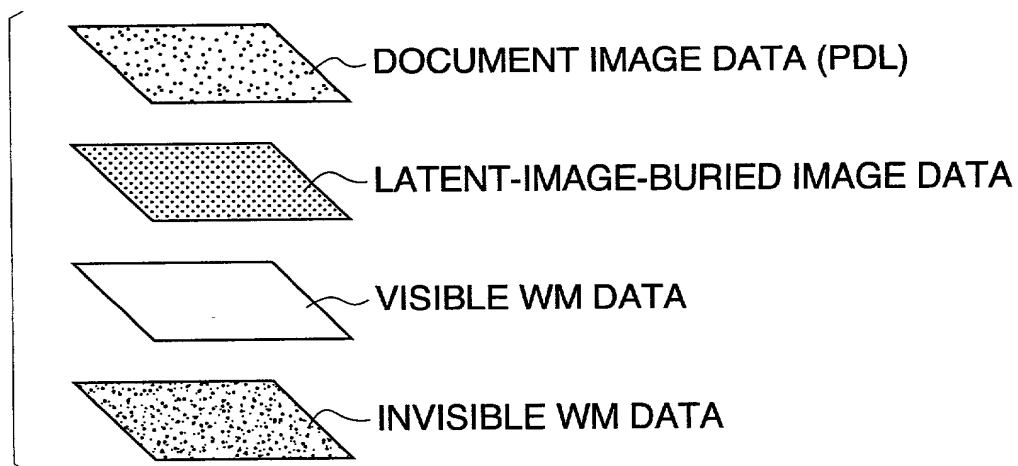 DOCUMENT IMAGE DATA (PDL)
LATENT-IMAGE-BURIED IMAGE DATA
VISIBLE WM DATA
INVISIBLE WM DATA